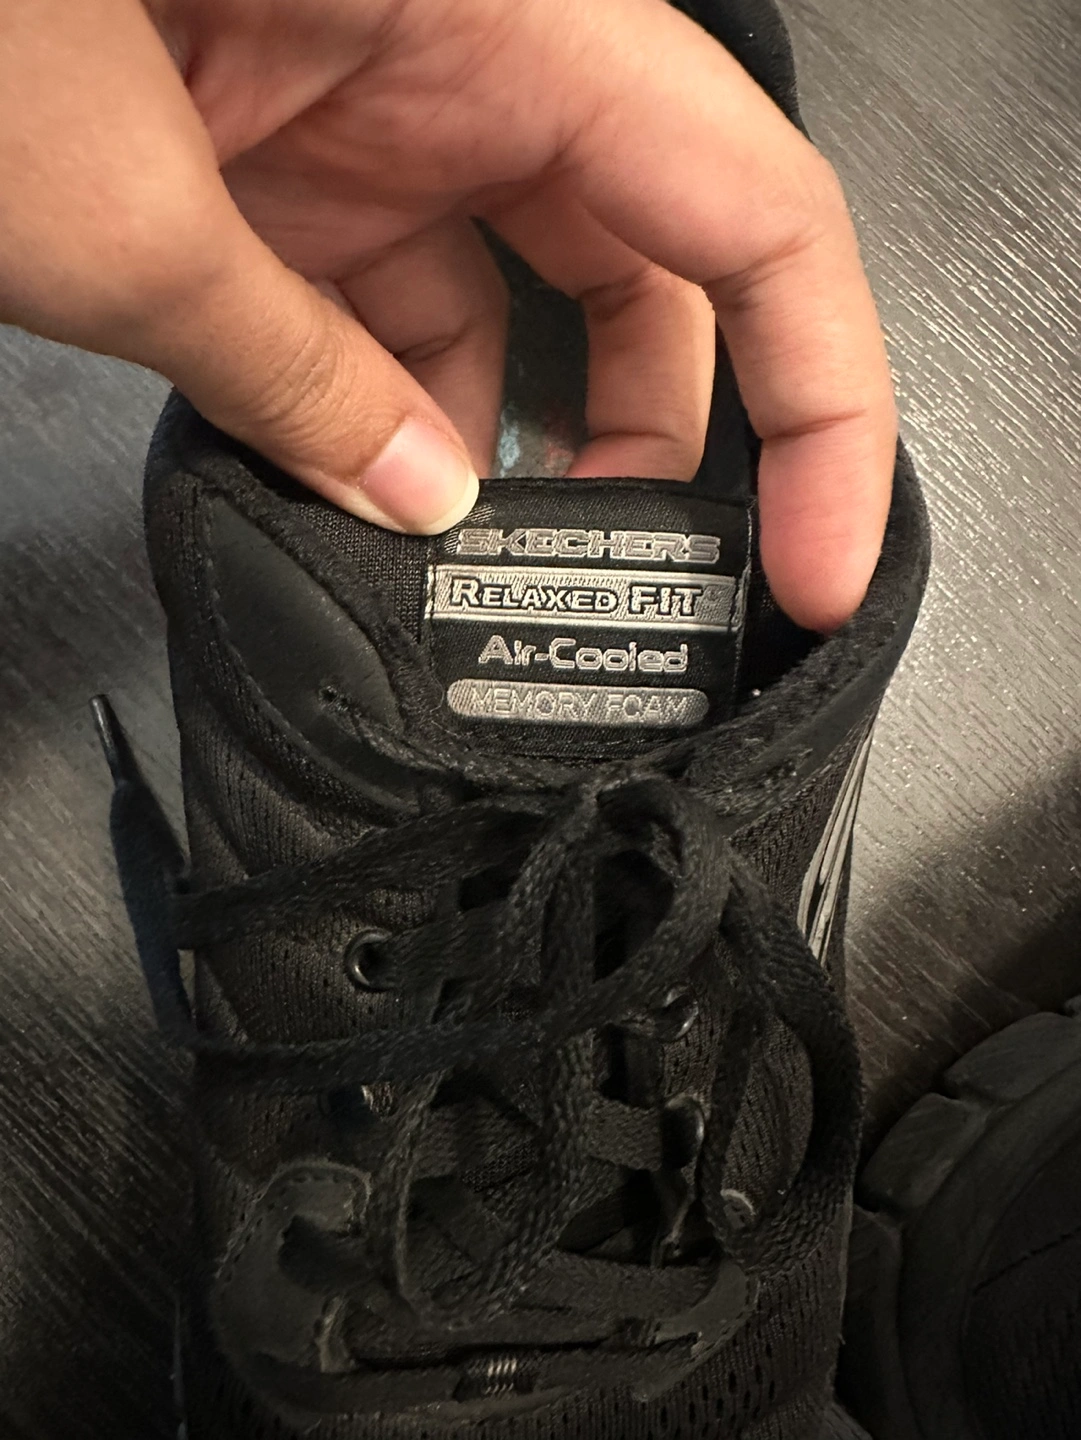 SKECHERS
RELAXED FIT
Air-Cooled
MEMORY FOAM